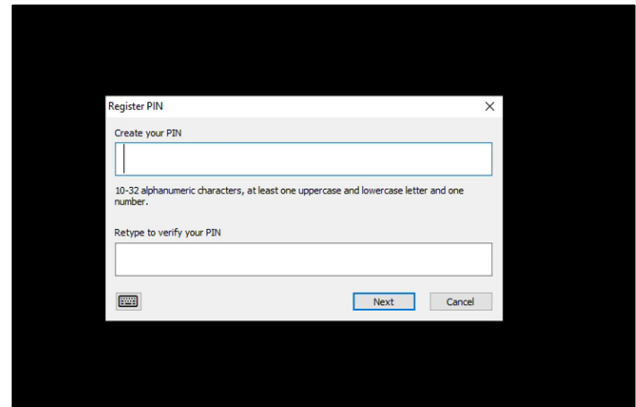 Register PIN
Create your PIN
10-32 alphanumeric characters, at least one uppercase and lowercase letter and one
number.
Retype to verify your PIN
Next
Cancel